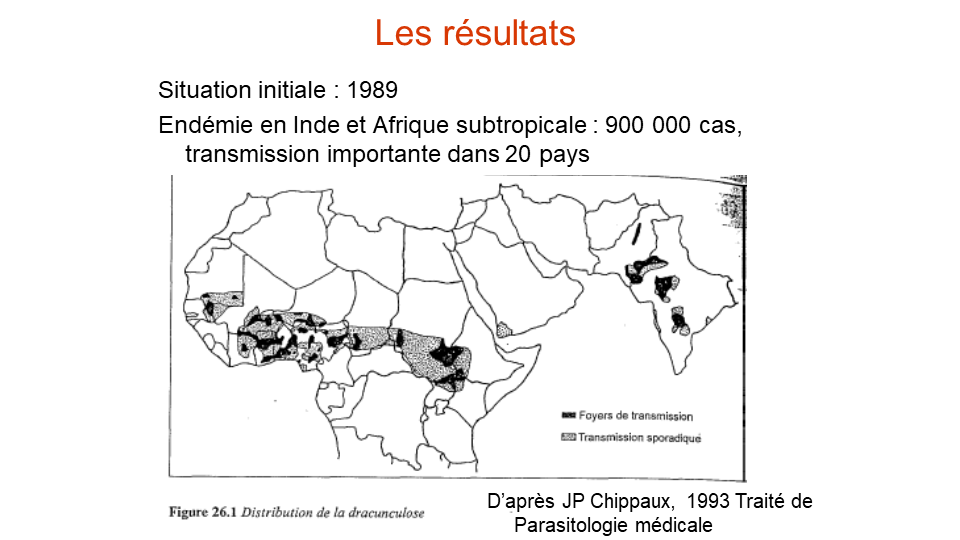 Les résultats
Situation initiale : 1989
Endémie en Inde et Afrique subtropicale : 900 000 cas,
transmission importante dans 20 pays
Foyers de transmission
Transmission sporadique
Figure 26.1 Distribution de la dracunculose
D’après JP Chippaux, 1993 Traité de
Parasitologie médicale